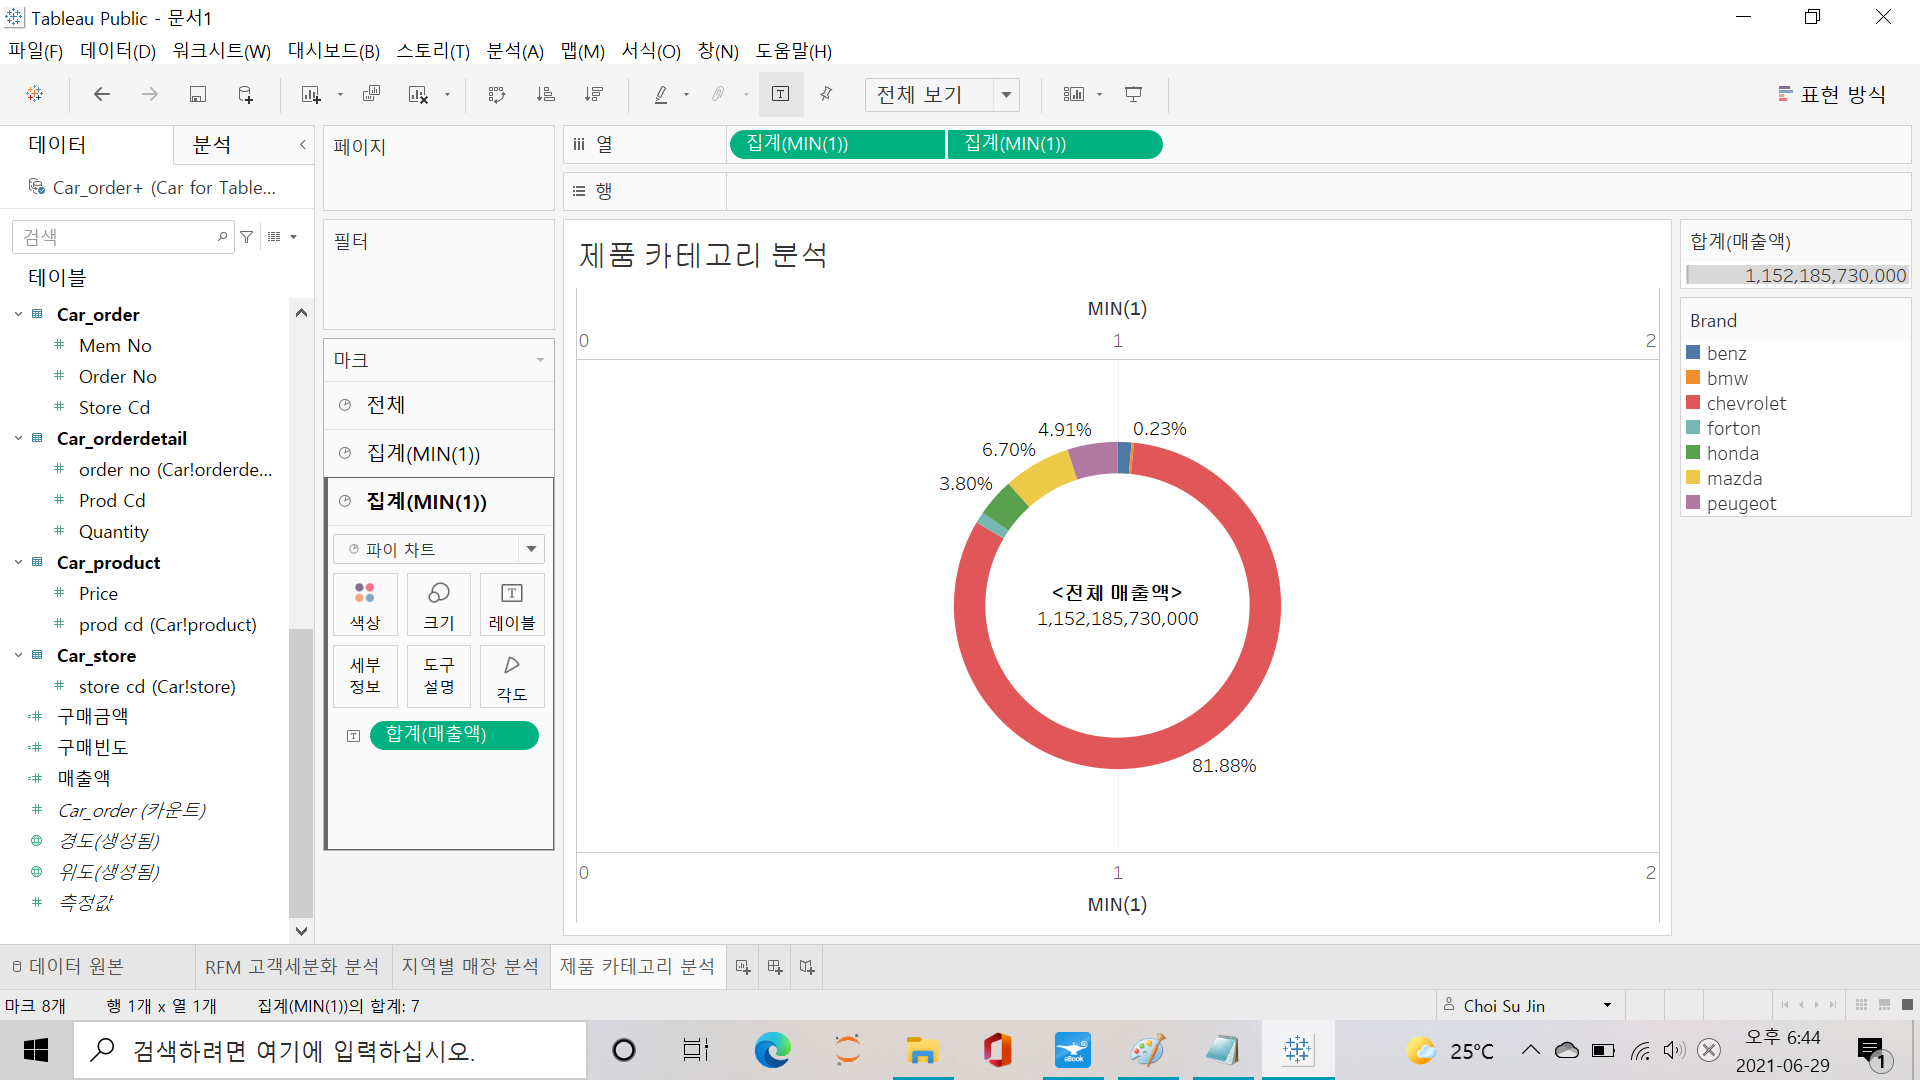 Tableau Public - 문서1
파일(F) 데이터(D) 워크시트(W) 대시보드(B) 스토리(T) 분석(A) 맵(M) 서식(O) 창(N) 도움말(H)
전체 보기
표현 방식
데이터 분석
Car_order+ (Car for Table...
검색
테이블
Car_order
Mem No
Order No
Store Cd
Car_orderdetail
order no (Car!orderde...
Prod Cd
Quantity
Car_product
Price
prod cd (Car!product)
Car_store
store cd (Car!store)
구매금액
구매빈도
매출액
Car_order (카운트)
경도(생성됨)
위도(생성됨)
측정값
페이지
필터
마크
전체
집계(MIN(1))
집계(MIN(1))
파이 차트
색상 크기 레이블
세부 정보 도구 설명 각도
합계(매출액)
열 집계(MIN(1)) 집계(MIN(1))
행
제품 카테고리 분석
MIN(1)
0 1 2
4.91% 0.23%
6.70%
3.80%
<전체 매출액>
1,152,185,730,000
81.88%
0 1 2
MIN(1)
합계(매출액)
1,152,185,730,000
Brand
benz
bmw
chevrolet
forton
honda
mazda
peugeot
데이터 원본 RFM 고객세분화 분석 지역별 매장 분석 제품 카테고리 분석
마크 8개 행 1개 x 열 1개 집계(MIN(1))의 합계: 7
Choi Su Jin
검색하려면 여기에 입력하십시오.
eBook
25°C
오후 6:44
2021-06-29
1